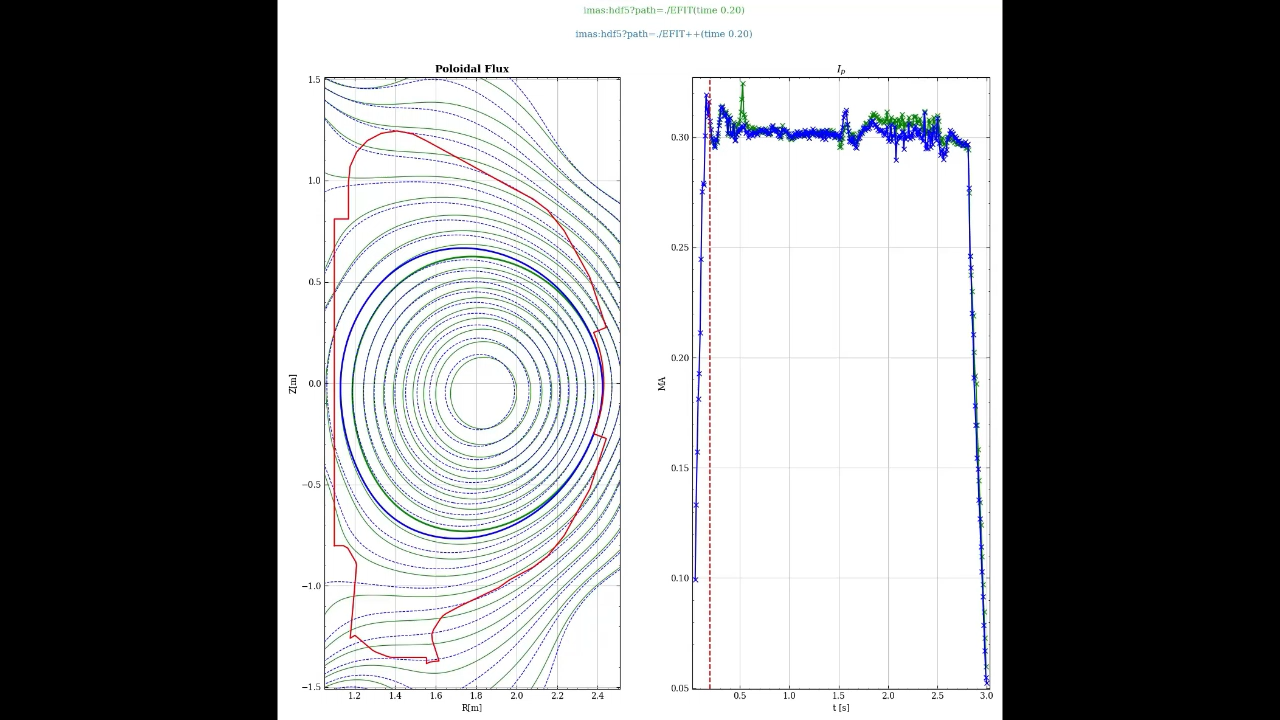 imas:hdf5?path=./EFIT(time 0.20)
imas:hdf5?path=./EFIT++(time 0.20)
Poloidal Flux
1.5
1.0
0.5
0.0
−0.5
−1.0
−1.5
Z[m]
1.2 1.4 1.6 1.8 2.0 2.2 2.4
R[m]
Ip
0.30
0.25
0.20
0.15
0.10
0.05
MA
0.5 1.0 1.5 2.0 2.5 3.0
t [s]